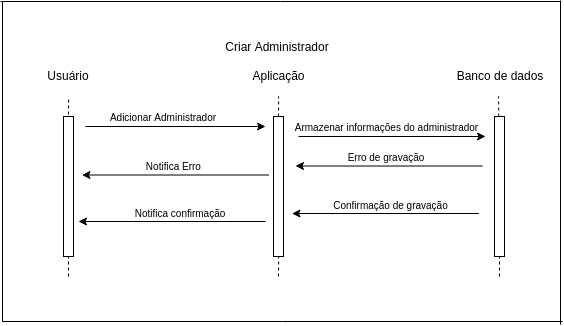 Criar Administrador
Usuário
Aplicação
Banco de dados
Adicionar Administrador
Armazenar informações do administrador
Erro de gravação
Notifica Erro
Confirmação de gravação
Notifica confirmação